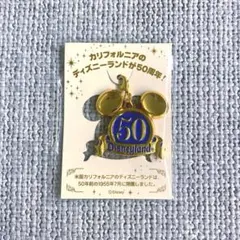 カリフォルニアの
ディズニーランドが50周年!
50
Disneyland
米国カリフォルニアのディズニーランドは、
50年前の1955年7月に開園しました。
©Disney